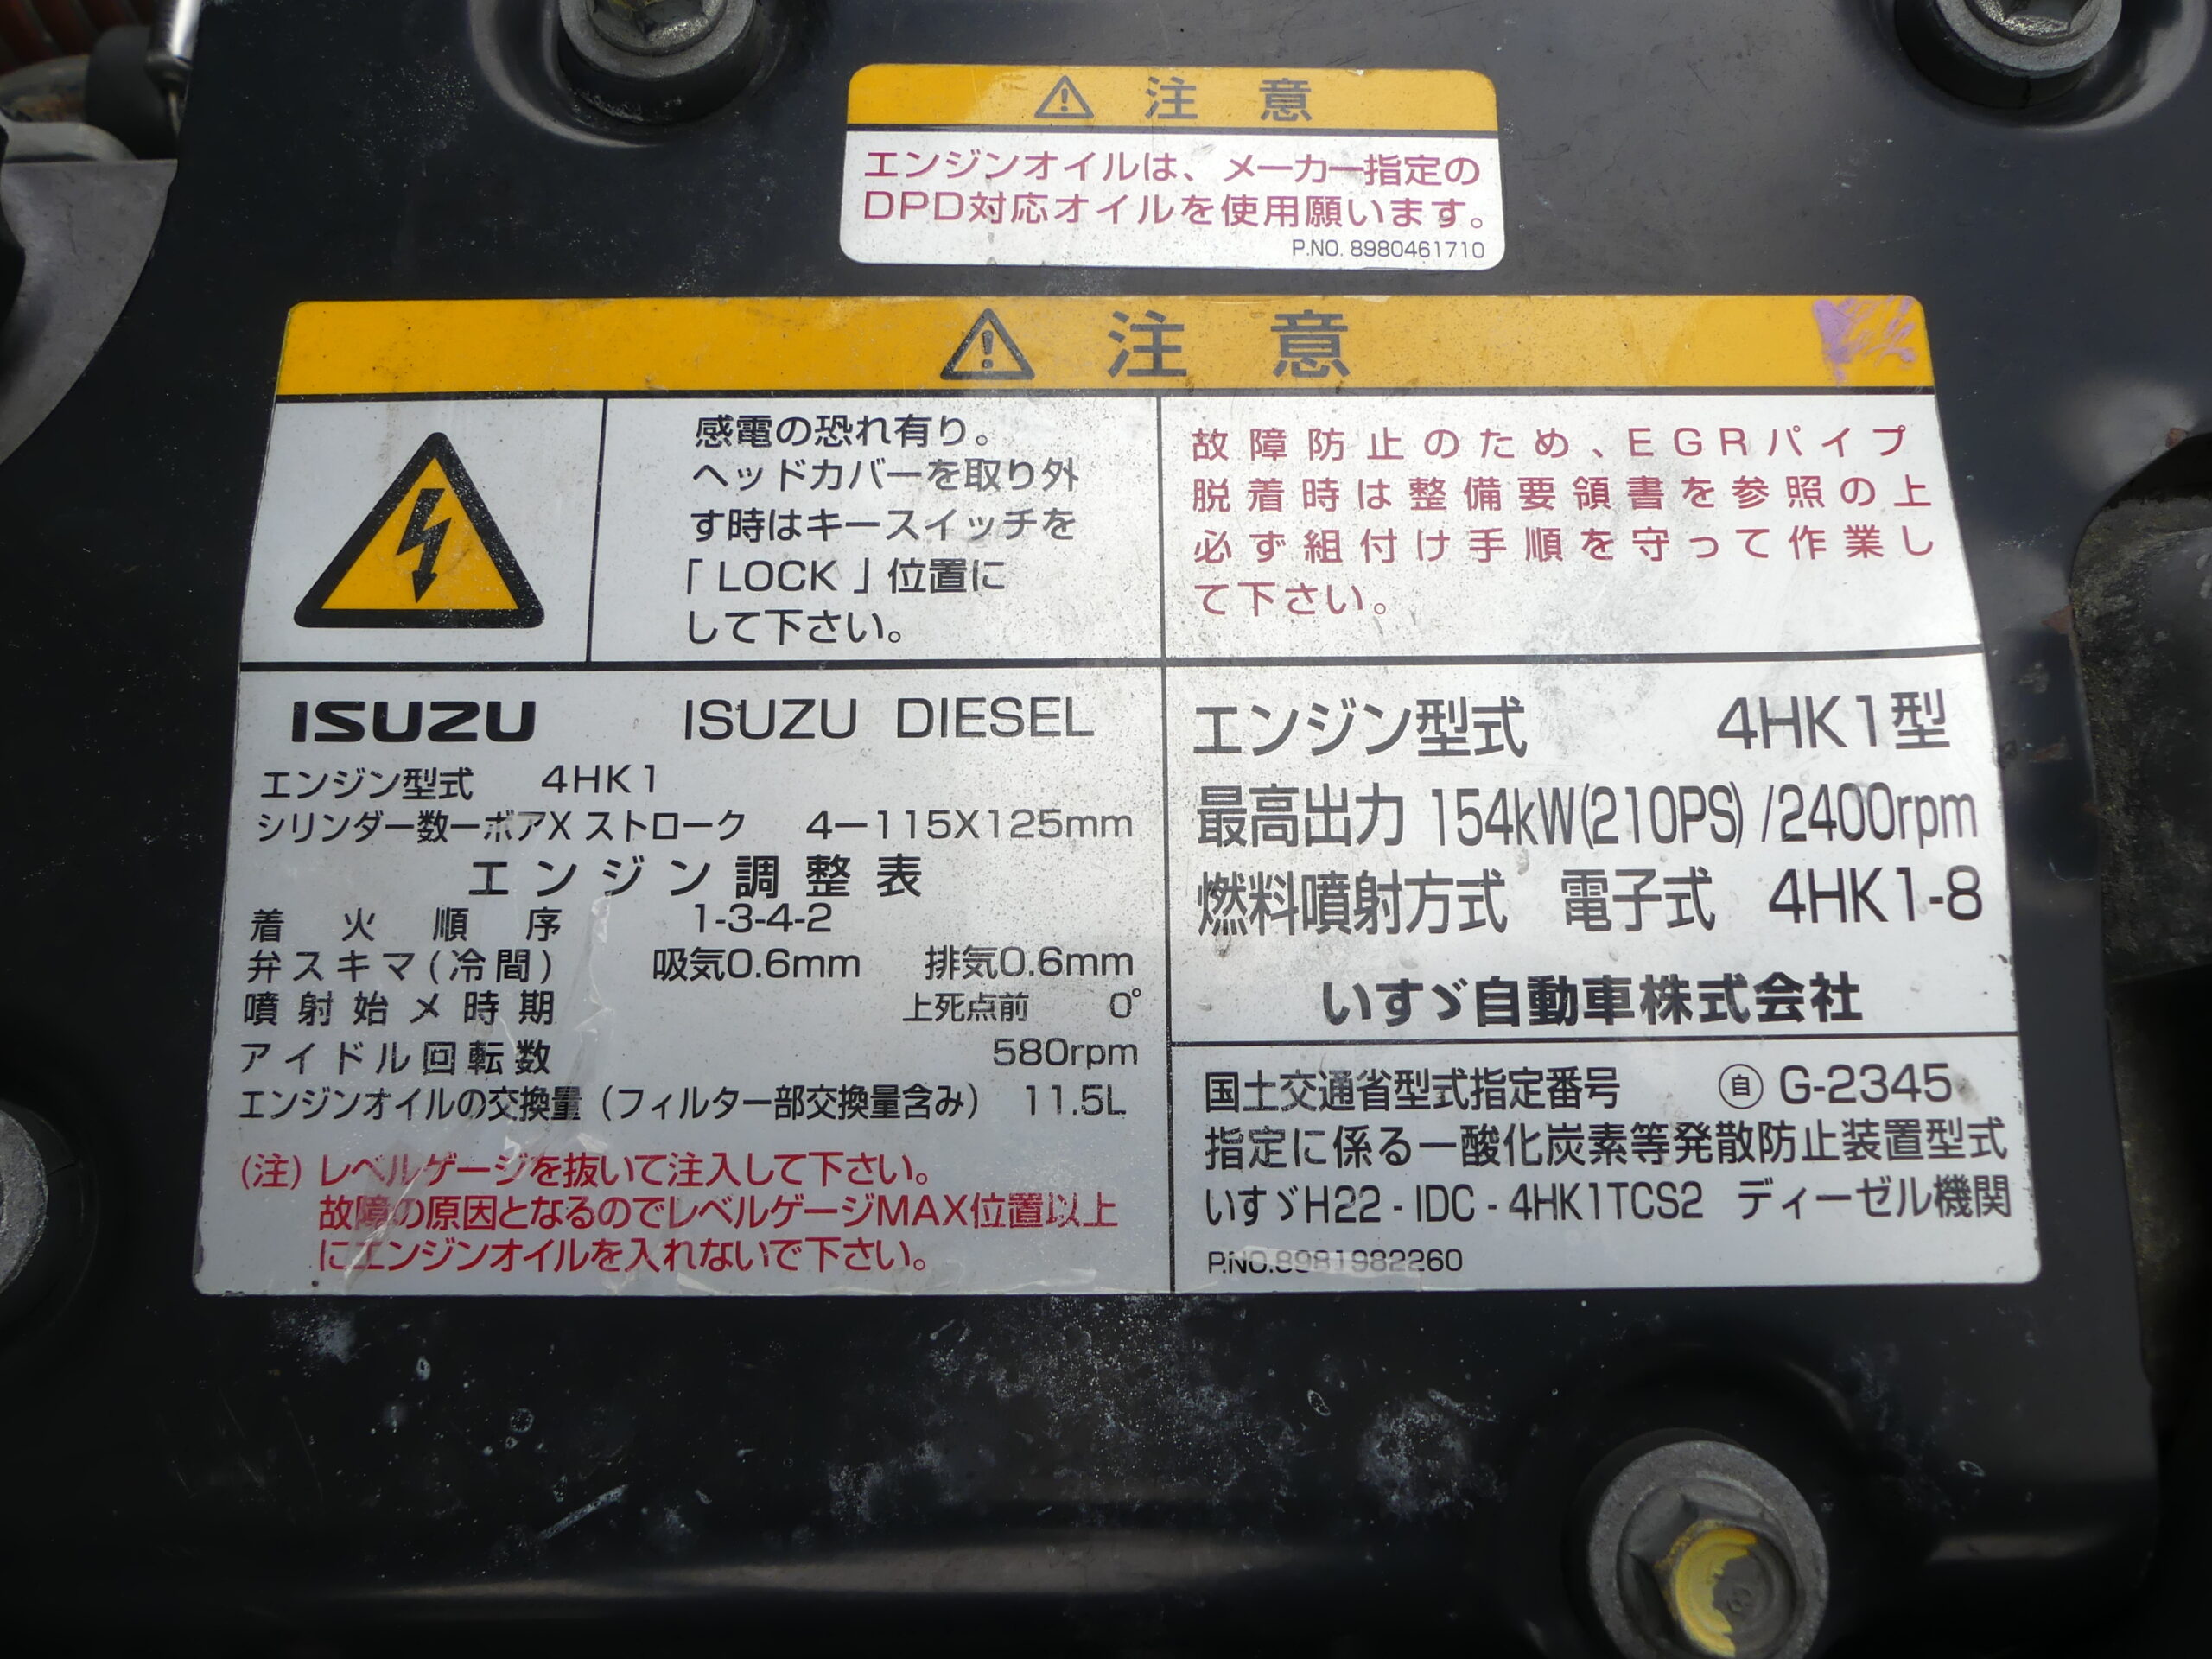 注意
エンジンオイルは、メーカー指定の
DPD対応オイルを使用願います。
P.NO. 8980461710
注意
感電の恐れ有り。
ヘッドカバーを取り外
す時はキースイッチを
「LOCK」位置に
して下さい。
故障防止のため、EGRパイプ
脱着時は整備要領書を参照の上
必ず組付け手順を守って作業し
て下さい。
ISUZU ISUZU DIESEL
エンジン型式 4HK1
シリンダー数ーボアX ストローク 4ー115X125mm
エンジン調整表
着火順序 1-3-4-2
弁スキマ(冷間) 吸気0.6mm 排気0.6mm
噴射始メ時期 上死点前 0°
アイドル回転数 580rpm
エンジンオイルの交換量（フィルター部交換量含み） 11.5L
(注) レベルゲージを抜いて注入して下さい。
故障の原因となるのでレベルゲージMAX位置以上
にエンジンオイルを入れないで下さい。
エンジン型式 4HK1型
最高出力 154kW(210PS) /2400rpm
燃料噴射方式 電子式 4HK1-8
いすゞ自動車株式会社
国土交通省型式指定番号 ㊉自 G-2345
指定に係る一酸化炭素等発散防止装置型式
いすゞH22 - IDC - 4HK1TCS2 ディーゼル機関
P.NO.8981982260